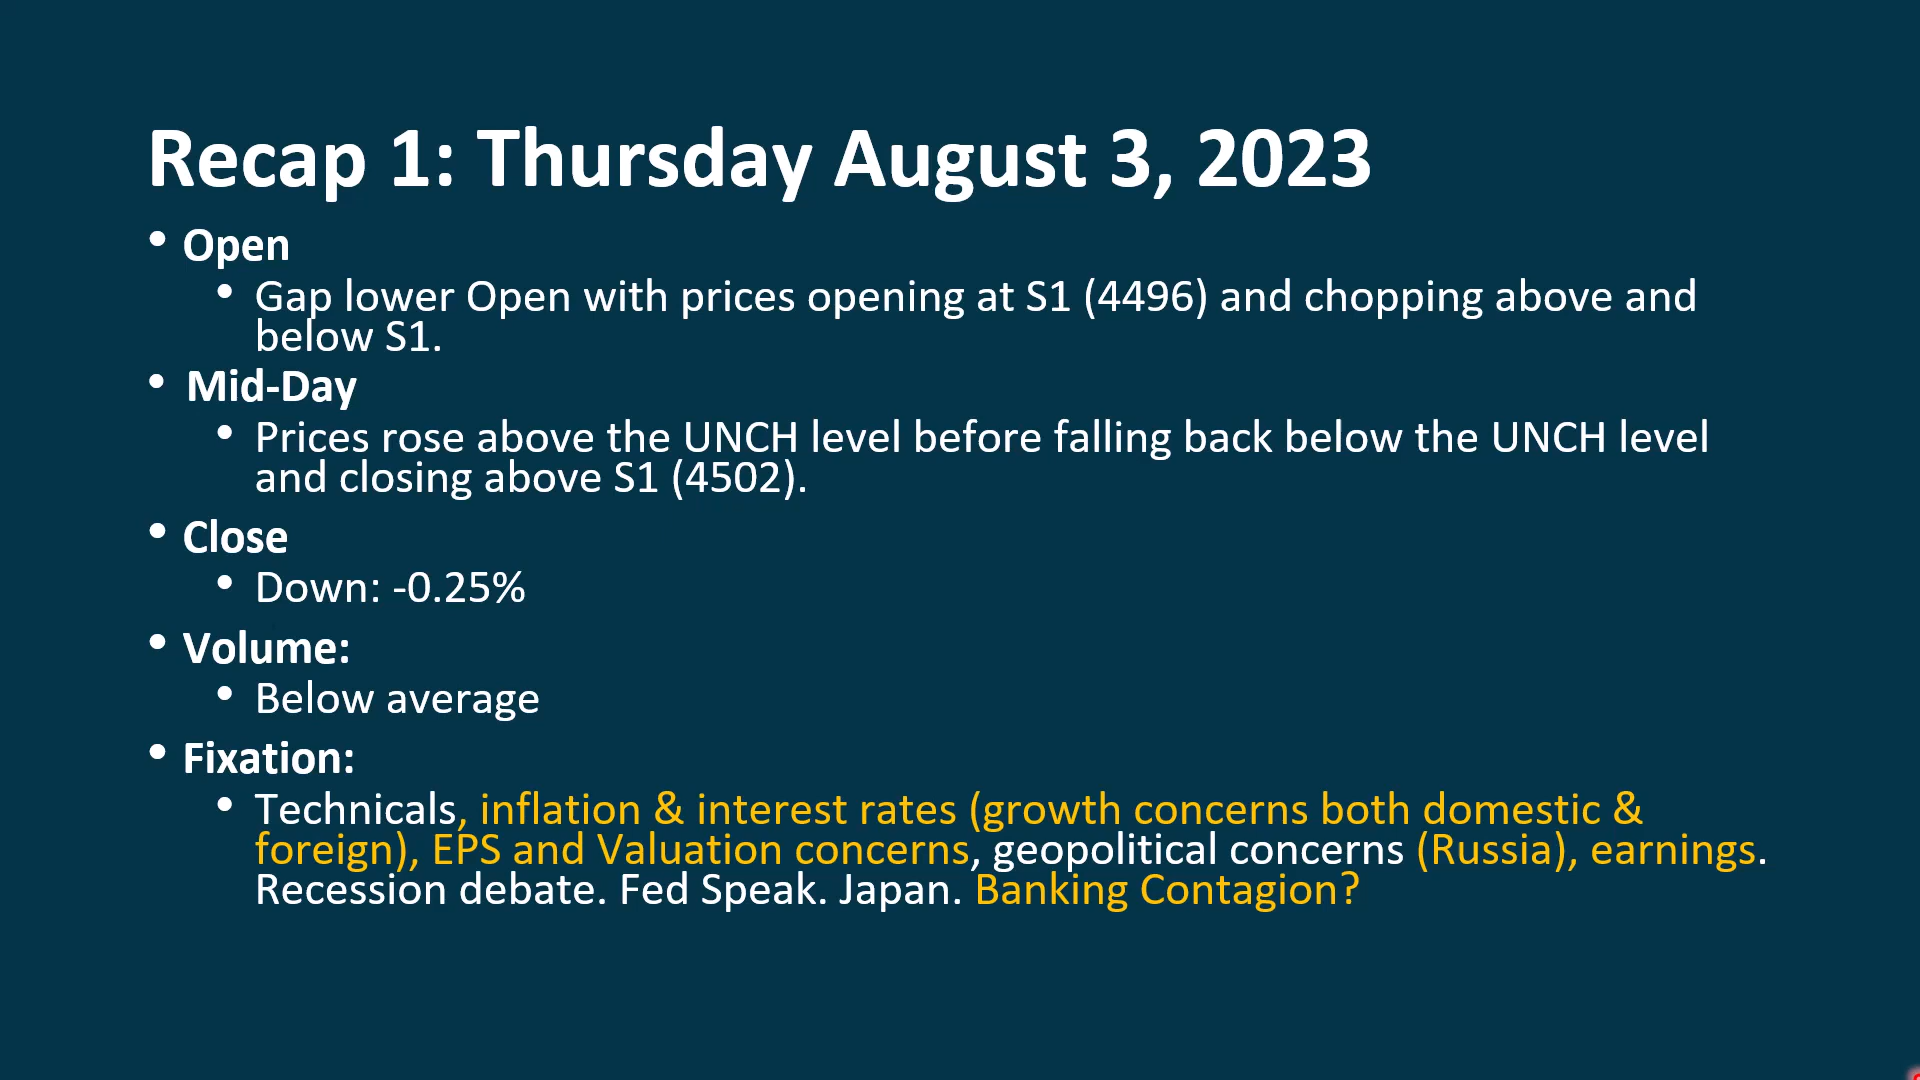 Recap 1: Thursday August 3, 2023
• Open
• Gap lower Open with prices opening at S1 (4496) and chopping above and
below S1.
• Mid-Day
• Prices rose above the UNCH level before falling back below the UNCH level
and closing above S1 (4502).
• Close
• Down: -0.25%
• Volume:
• Below average
• Fixation:
• Technicals, inflation & interest rates (growth concerns both domestic &
foreign), EPS and Valuation concerns, geopolitical concerns (Russia), earnings.
Recession debate. Fed Speak. Japan. Banking Contagion?